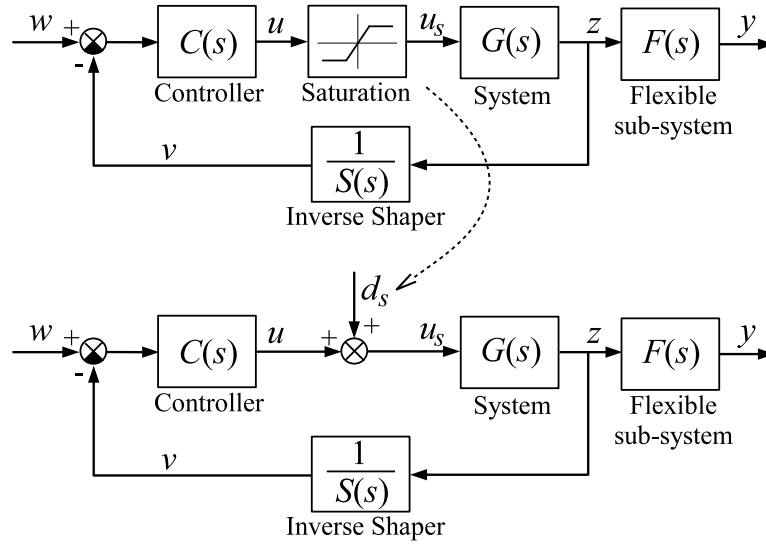 w + - C(s) u u_s G(s) z F(s) y
Controller Saturation System Flexible
sub-system
v 1
S(s)
Inverse Shaper
d_s
w + - C(s) u + + u_s G(s) z F(s) y
Controller System Flexible
sub-system
v 1
S(s)
Inverse Shaper